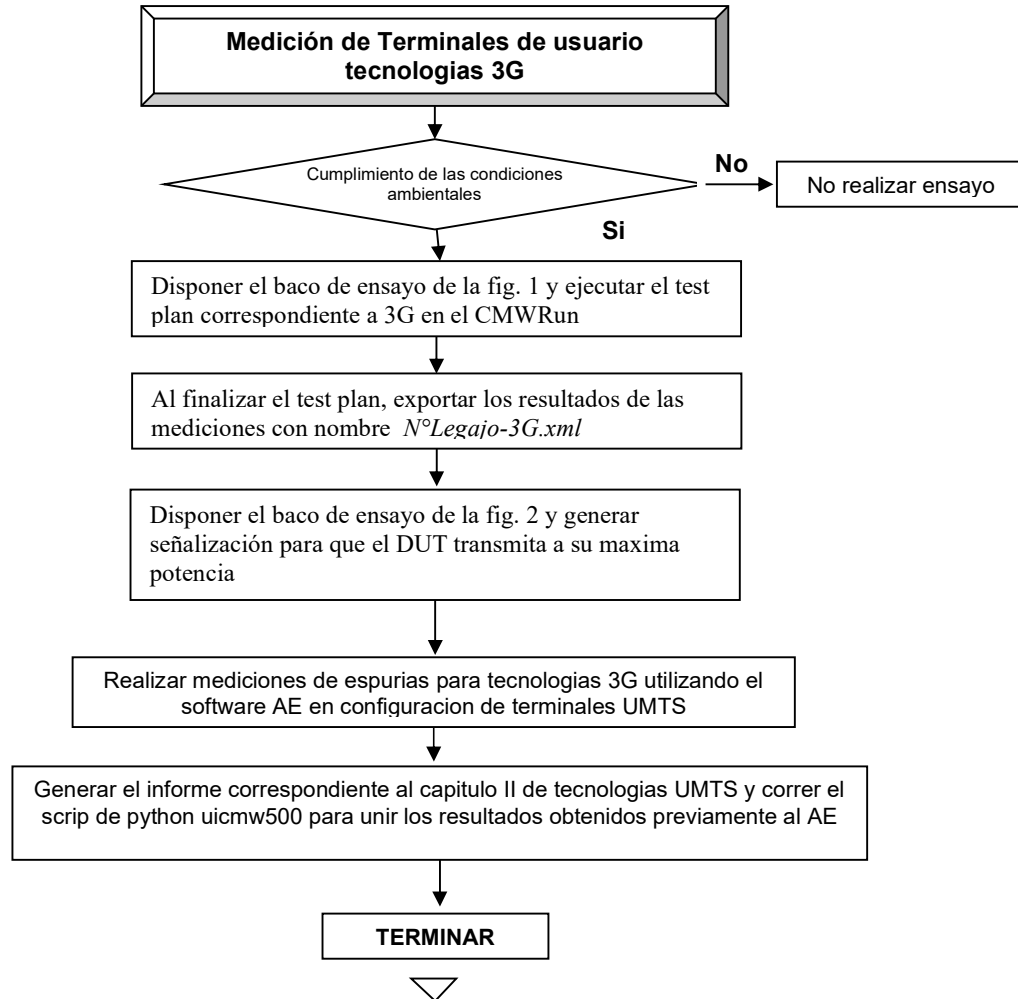 Medición de Terminales de usuario
tecnologias 3G
Cumplimiento de las condiciones
ambientales
No
No realizar ensayo
Si
Disponer el baco de ensayo de la fig. 1 y ejecutar el test
plan correspondiente a 3G en el CMWRun
Al finalizar el test plan, exportar los resultados de las
mediciones con nombre N°Legajo-3G.xml
Disponer el baco de ensayo de la fig. 2 y generar
señalización para que el DUT transmita a su maxima
potencia
Realizar mediciones de espurias para tecnologias 3G utilizando el
software AE en configuracion de terminales UMTS
Generar el informe correspondiente al capitulo II de tecnologias UMTS y correr el
scrip de python uicmw500 para unir los resultados obtenidos previamente al AE
TERMINAR